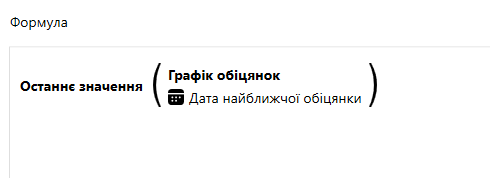 Формула
Останнє значення ( Графік обіцянок
Дата найближчої обіцянки )